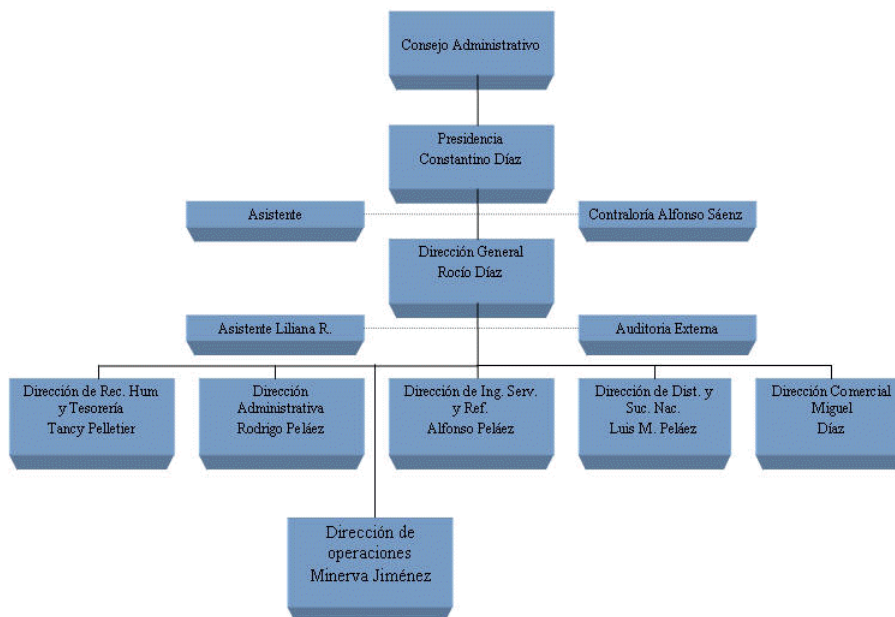 Consejo Administrativo
Presidencia
Constantino Díaz
Asistente
Contraloría Alfonso Sáenz
Dirección General
Rocío Díaz
Asistente Liliana R.
Auditoria Externa
Dirección de Rec. Hum
y Tesorería
Tancy Pelletier
Dirección
Administrativa
Rodrigo Peláez
Dirección de Ing. Serv.
y Ref.
Alfonso Peláez
Dirección de Dist. y
Suc. Nac.
Luis M. Peláez
Dirección Comercial
Miguel
Díaz
Dirección de
operaciones
Minerva Jiménez